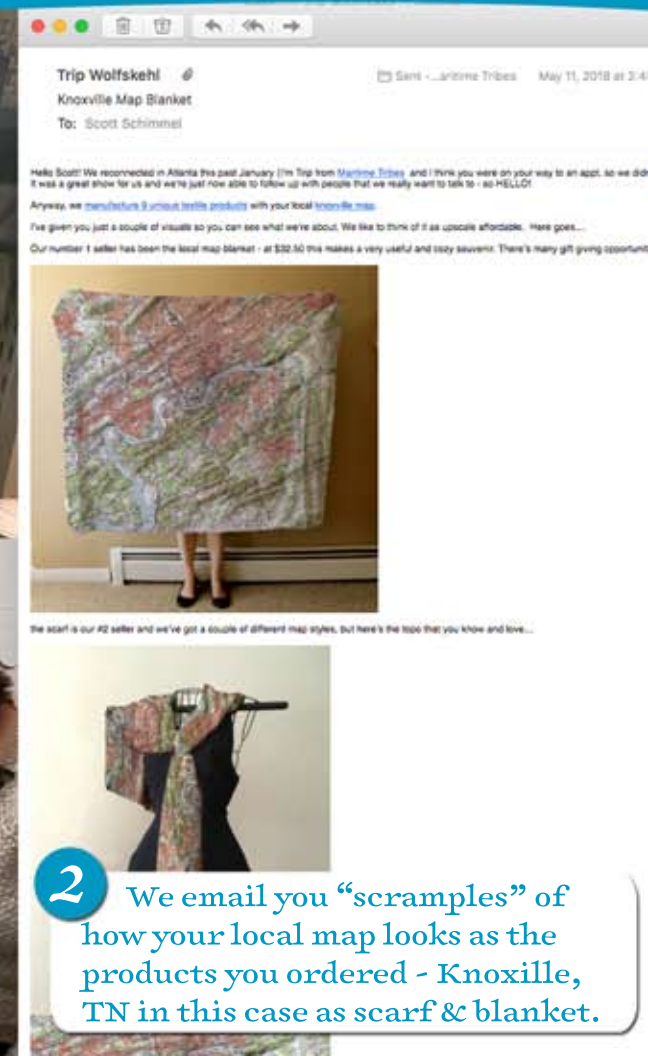 Trip Wolfskehl
Sent - ...aritime Tribes May 11, 2018 at 2:4
Knoxville Map Blanket
To: Scott Schimmel
Hello Scott! We reconnected in Atlanta this past January (I'm Trip from Maritime Tribes and I think you were on your way to an appt. so we didn
It was a great show for us and we're just now able to follow up with people that we really want to talk to - so HELLO!
Anyway, we manufacture 9 unique textile products with your local knoxville map.
I've given you just a couple of visuals so you can see what we're about. We like to think of it as upscale affordable. Here goes...
Our number 1 seller has been the local map blanket - at $32.50 this makes a very useful and cozy souvenir. There's many gift giving opportunit
the scarf is our #2 seller and we've got a couple of different map styles, but here's the topo that you know and love...
2
We email you “scramples” of
how your local map looks as the
products you ordered - Knoxille,
TN in this case as scarf & blanket.